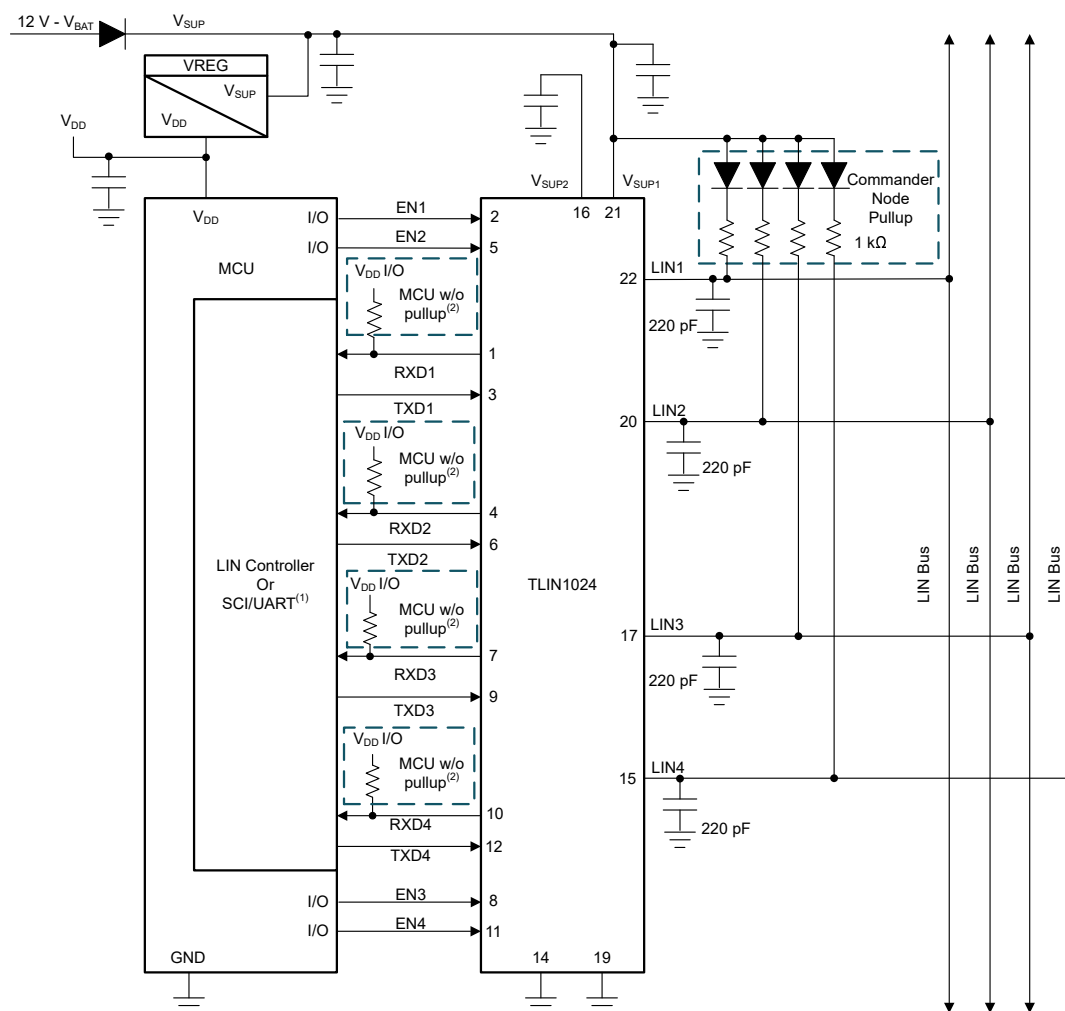 12 V - VBAT
VSUP
VREG
VSUP
VDD
VDD
VSUP2
VSUP1
Commander
Node
Pullup
1 kΩ
VDD
I/O
EN1
2
16
21
I/O
EN2
5
MCU
VDD I/O
MCU w/o
pullup(2)
22
LIN1
220 pF
1
RXD1
3
TXD1
VDD I/O
MCU w/o
pullup(2)
20
LIN2
220 pF
4
RXD2
6
TXD2
LIN Controller
Or
SCI/UART(1)
TLIN1024
VDD I/O
MCU w/o
pullup(2)
LIN Bus
LIN Bus
LIN Bus
LIN Bus
17
LIN3
220 pF
7
RXD3
9
TXD3
VDD I/O
MCU w/o
pullup(2)
15
LIN4
220 pF
10
RXD4
12
TXD4
I/O
EN3
8
I/O
EN4
11
GND
14
19